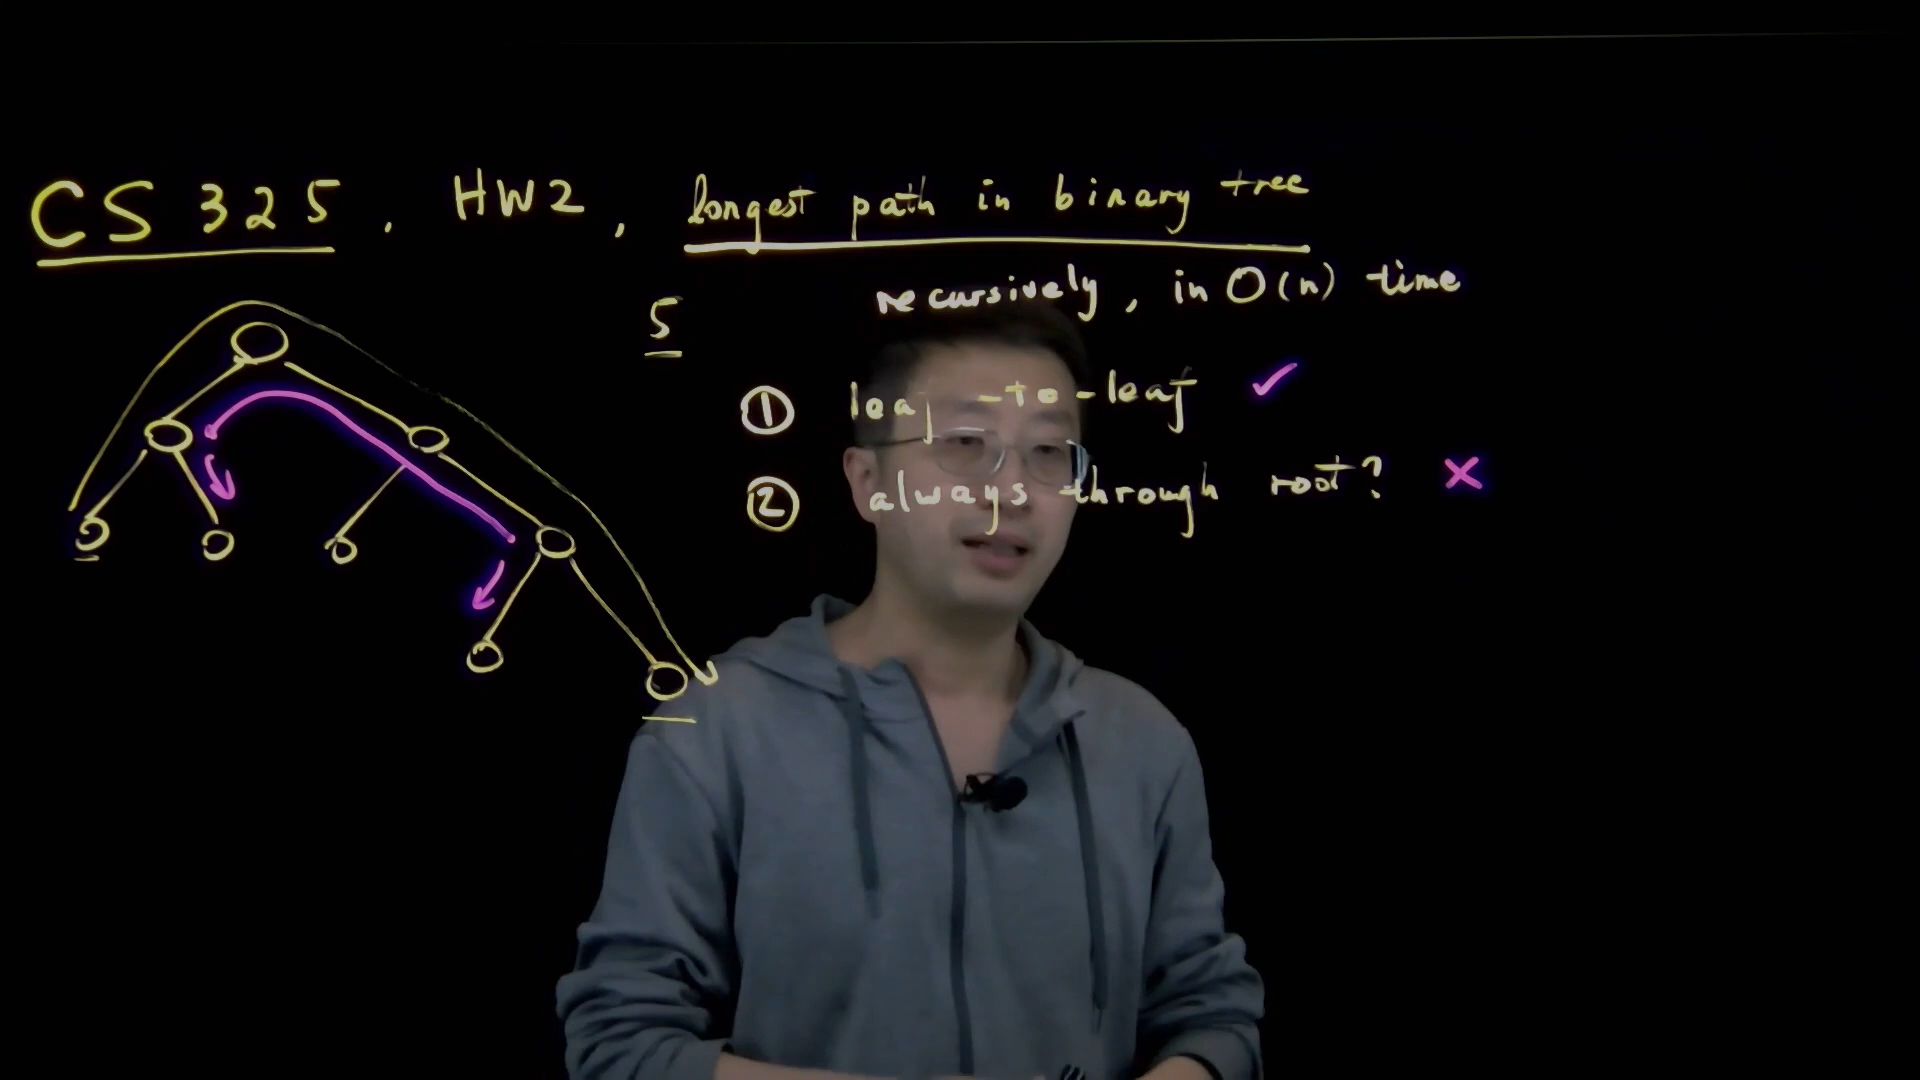 CS 325. HW2, longest path in binary tree
5 recursively, in O(n) time
① leaf-to-leaf ✓
② always through root? ✗